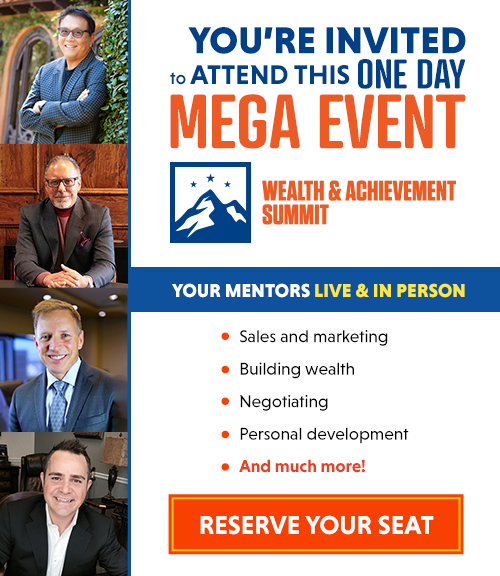 YOU'RE INVITED
to ATTEND THIS ONE DAY
MEGA EVENT
WEALTH & ACHIEVEMENT
SUMMIT
YOUR MENTORS LIVE & IN PERSON
• Sales and marketing
• Building wealth
• Negotiating
• Personal development
• And much more!
RESERVE YOUR SEAT